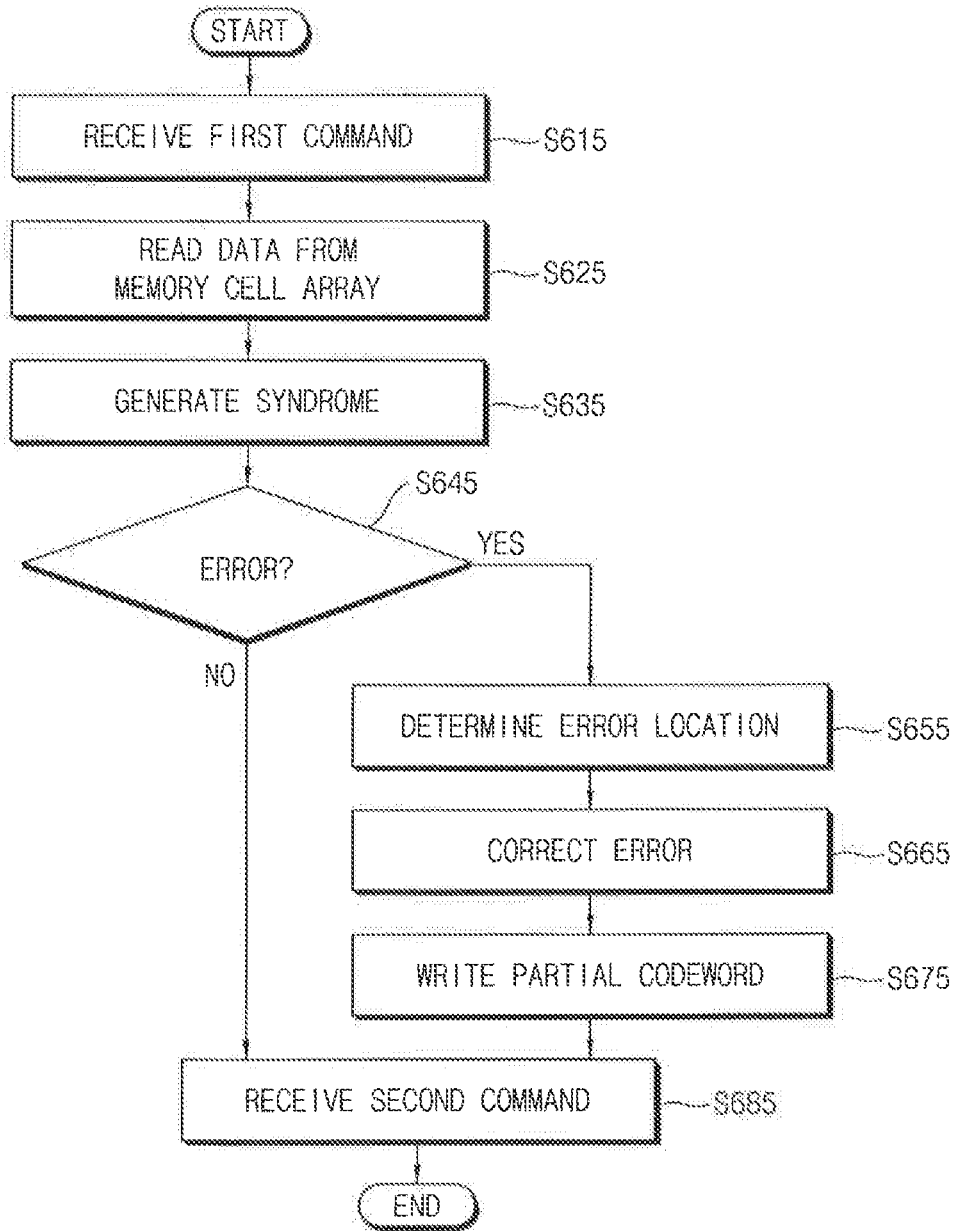 START
RECEIVE FIRST COMMAND
S615
READ DATA FROM
MEMORY CELL ARRAY
S625
GENERATE SYNDROME
S635
S645
ERROR?
YES
NO
DETERMINE ERROR LOCATION
S655
CORRECT ERROR
S665
WRITE PARTIAL CODEWORD
S675
RECEIVE SECOND COMMAND
S685
END